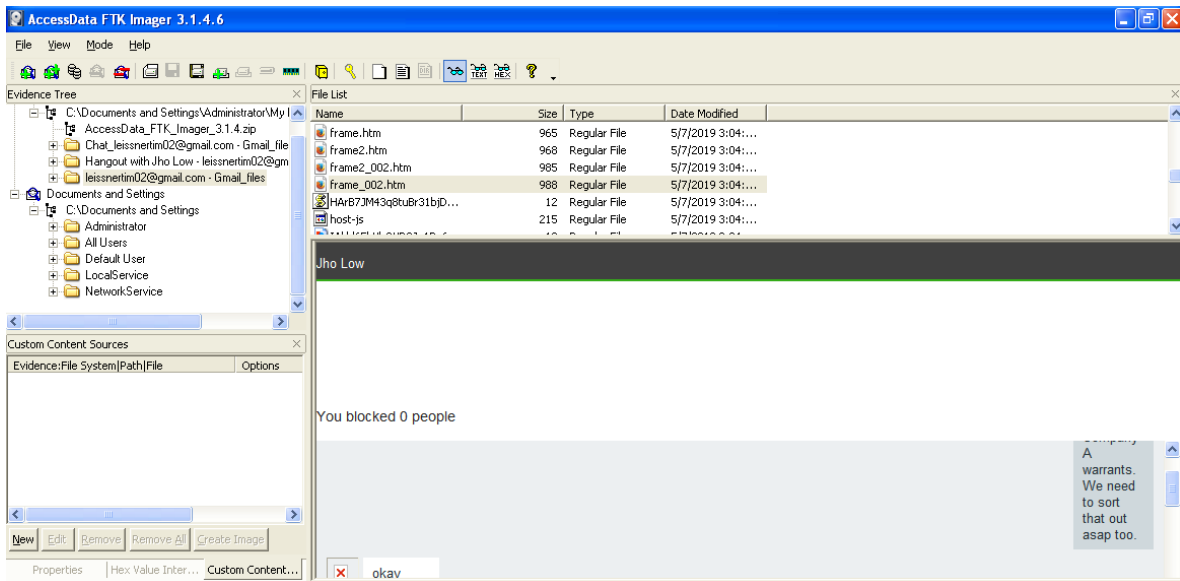 AccessData FTK Imager 3.1.4.6
File View Mode Help
TEXT HEX
Evidence Tree
C:\Documents and Settings\Administrator\My
AccessData_FTK_Imager_3.1.4.zip
Chat_leissnertim02@gmail.com - Gmail_file
Hangout with Jho Low - leissnertim02@gm
leissnertim02@gmail.com - Gmail_files
Documents and Settings
C:\Documents and Settings
Administrator
All Users
Default User
LocalService
NetworkService
Custom Content Sources
Evidence:File System|Path|File Options
New Edit Remove Remove All Create Image
Properties Hex Value Inter... Custom Content...
File List
Name Size Type Date Modified
frame.htm 965 Regular File 5/7/2019 3:04:...
frame2.htm 968 Regular File 5/7/2019 3:04:...
frame2_002.htm 985 Regular File 5/7/2019 3:04:...
frame_002.htm 988 Regular File 5/7/2019 3:04:...
HArB7JM43q8tuBr31bjD... 12 Regular File 5/7/2019 3:04:...
host-js 215 Regular File 5/7/2019 3:04:...
Jho Low
You blocked 0 people
Company
A
warrants.
We need
to sort
that out
asap too.
okay